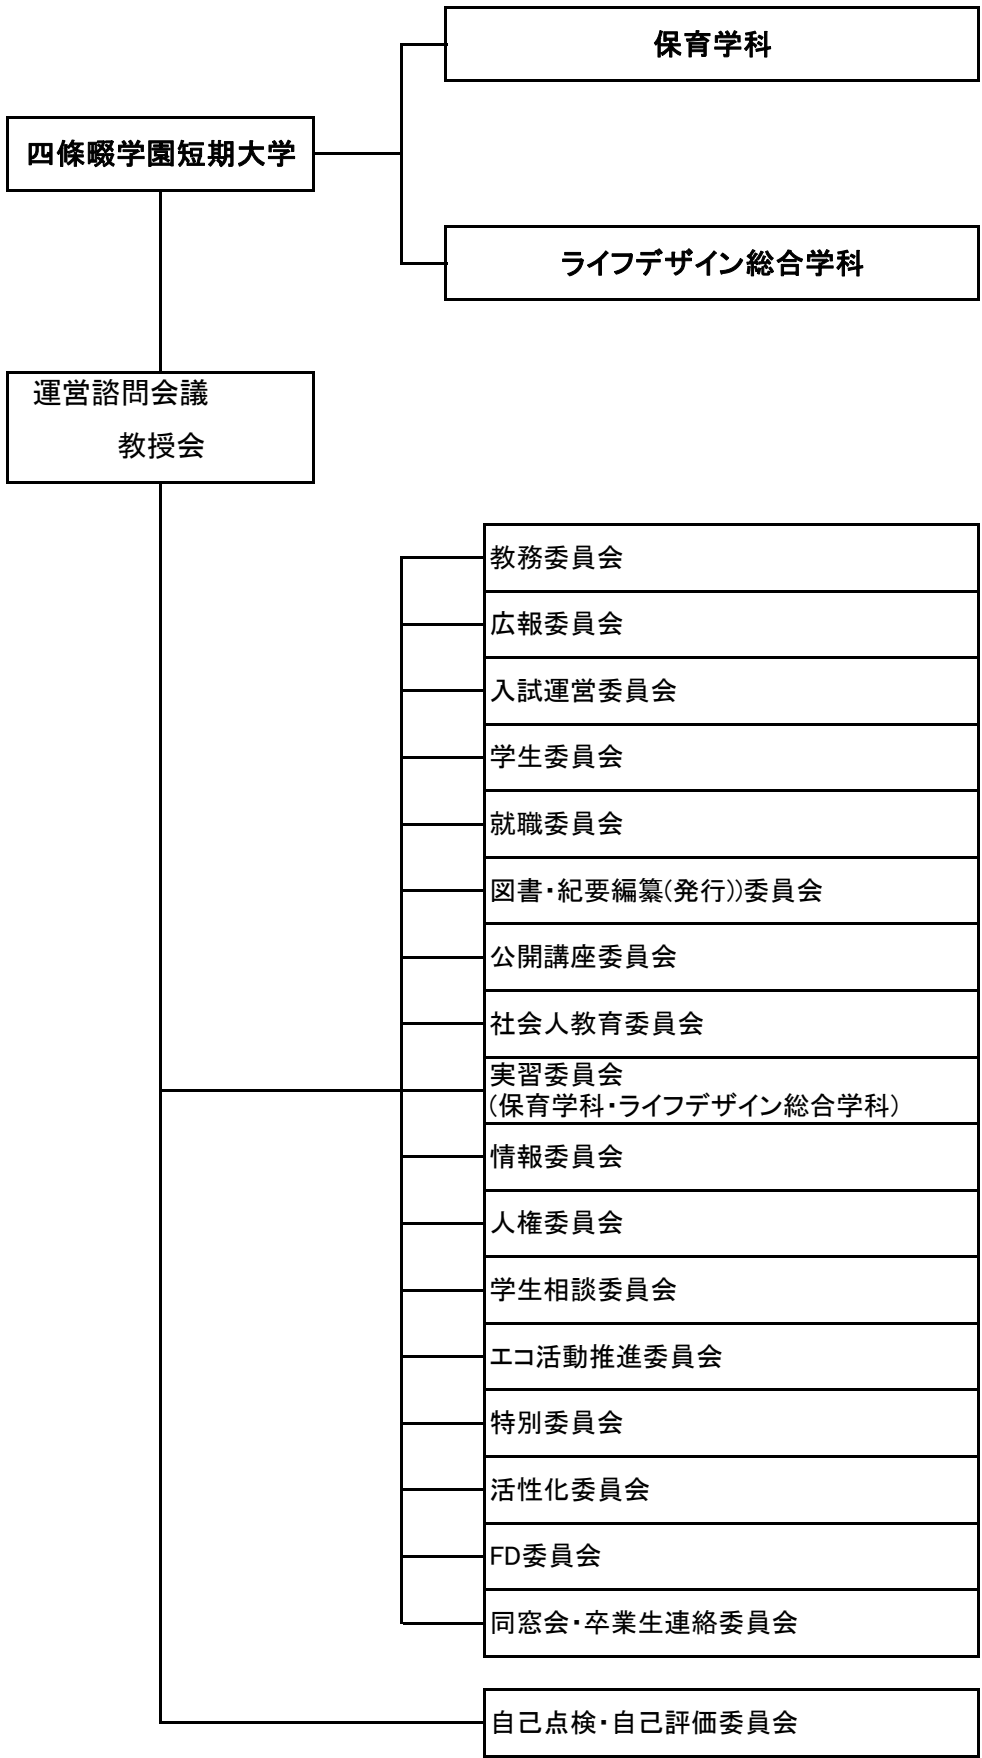 保育学科
四條畷学園短期大学
ライフデザイン総合学科
運営諮問会議
教授会
教務委員会
広報委員会
入試運営委員会
学生委員会
就職委員会
図書・紀要編纂(発行))委員会
公開講座委員会
社会人教育委員会
実習委員会
(保育学科・ライフデザイン総合学科)
情報委員会
人権委員会
学生相談委員会
エコ活動推進委員会
特別委員会
活性化委員会
FD委員会
同窓会・卒業生連絡委員会
自己点検・自己評価委員会